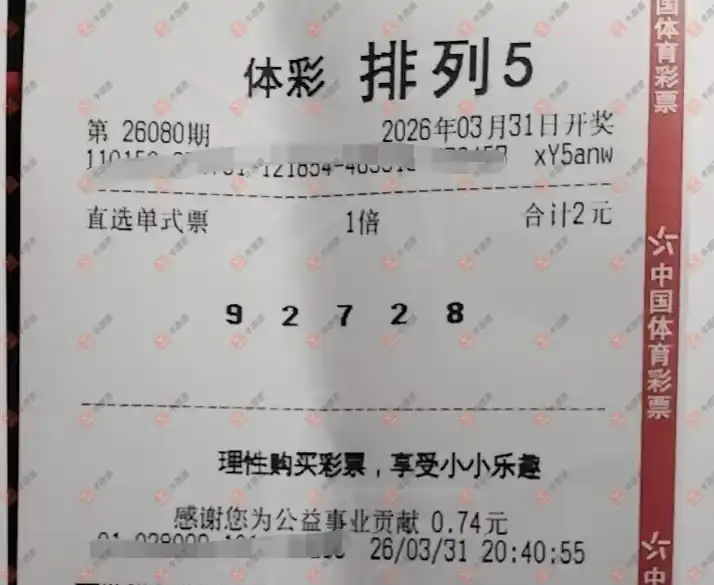 体彩 排列5
第 26080期 2026年03月31日开奖
xY5anw
直选单式票 1倍 合计2元
9 2 7 2 8
理性购买彩票，享受小小乐趣
感谢您为公益事业贡献 0.74元
26/03/31 20:40:55
国体育彩票
中国体育彩票
中